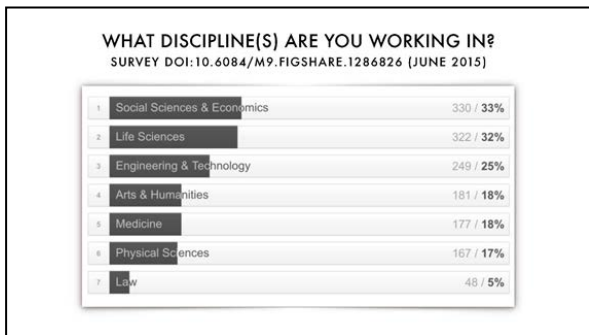 WHAT DISCIPLINE(S) ARE YOU WORKING IN?
SURVEY DOI:10.6084/M9.FIGSHARE.1286826 (JUNE 2015)
1 Social Sciences & Economics 330 / 33%
2 Life Sciences 322 / 32%
3 Engineering & Technology 249 / 25%
4 Arts & Humanities 181 / 18%
5 Medicine 177 / 18%
6 Physical Sciences 167 / 17%
7 Law 48 / 5%